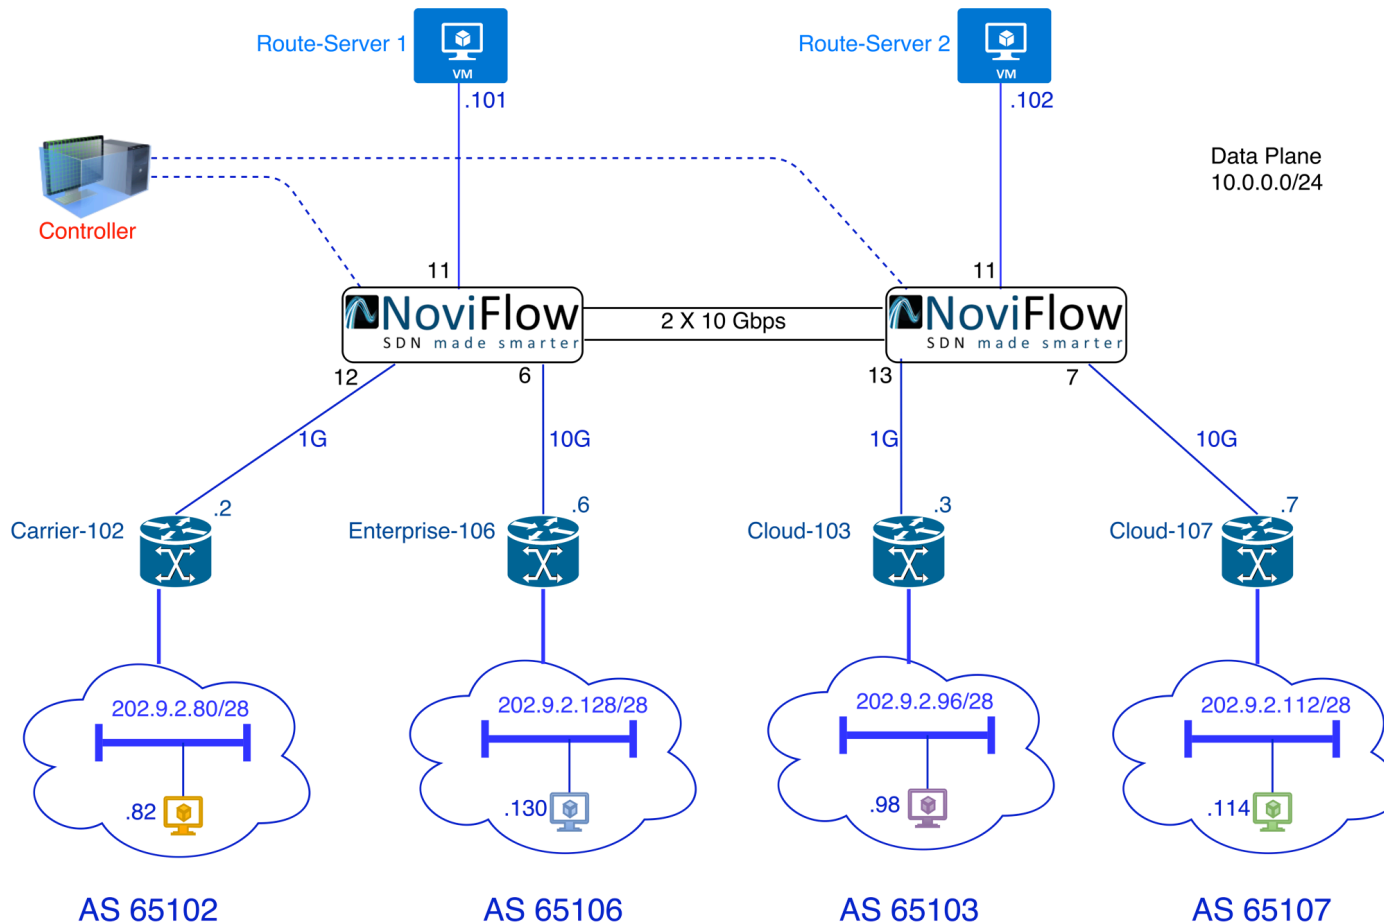 Route-Server 1
VM
.101
Route-Server 2
VM
.102
Data Plane
10.0.0.0/24
Controller
11
11
NoviFlow
SDN made smarter
2 X 10 Gbps
NoviFlow
SDN made smarter
12
6
13
7
1G
10G
1G
10G
Carrier-102
.2
Enterprise-106
.6
Cloud-103
.3
Cloud-107
.7
202.9.2.80/28
202.9.2.128/28
202.9.2.96/28
202.9.2.112/28
.82
.130
.98
.114
AS 65102
AS 65106
AS 65103
AS 65107